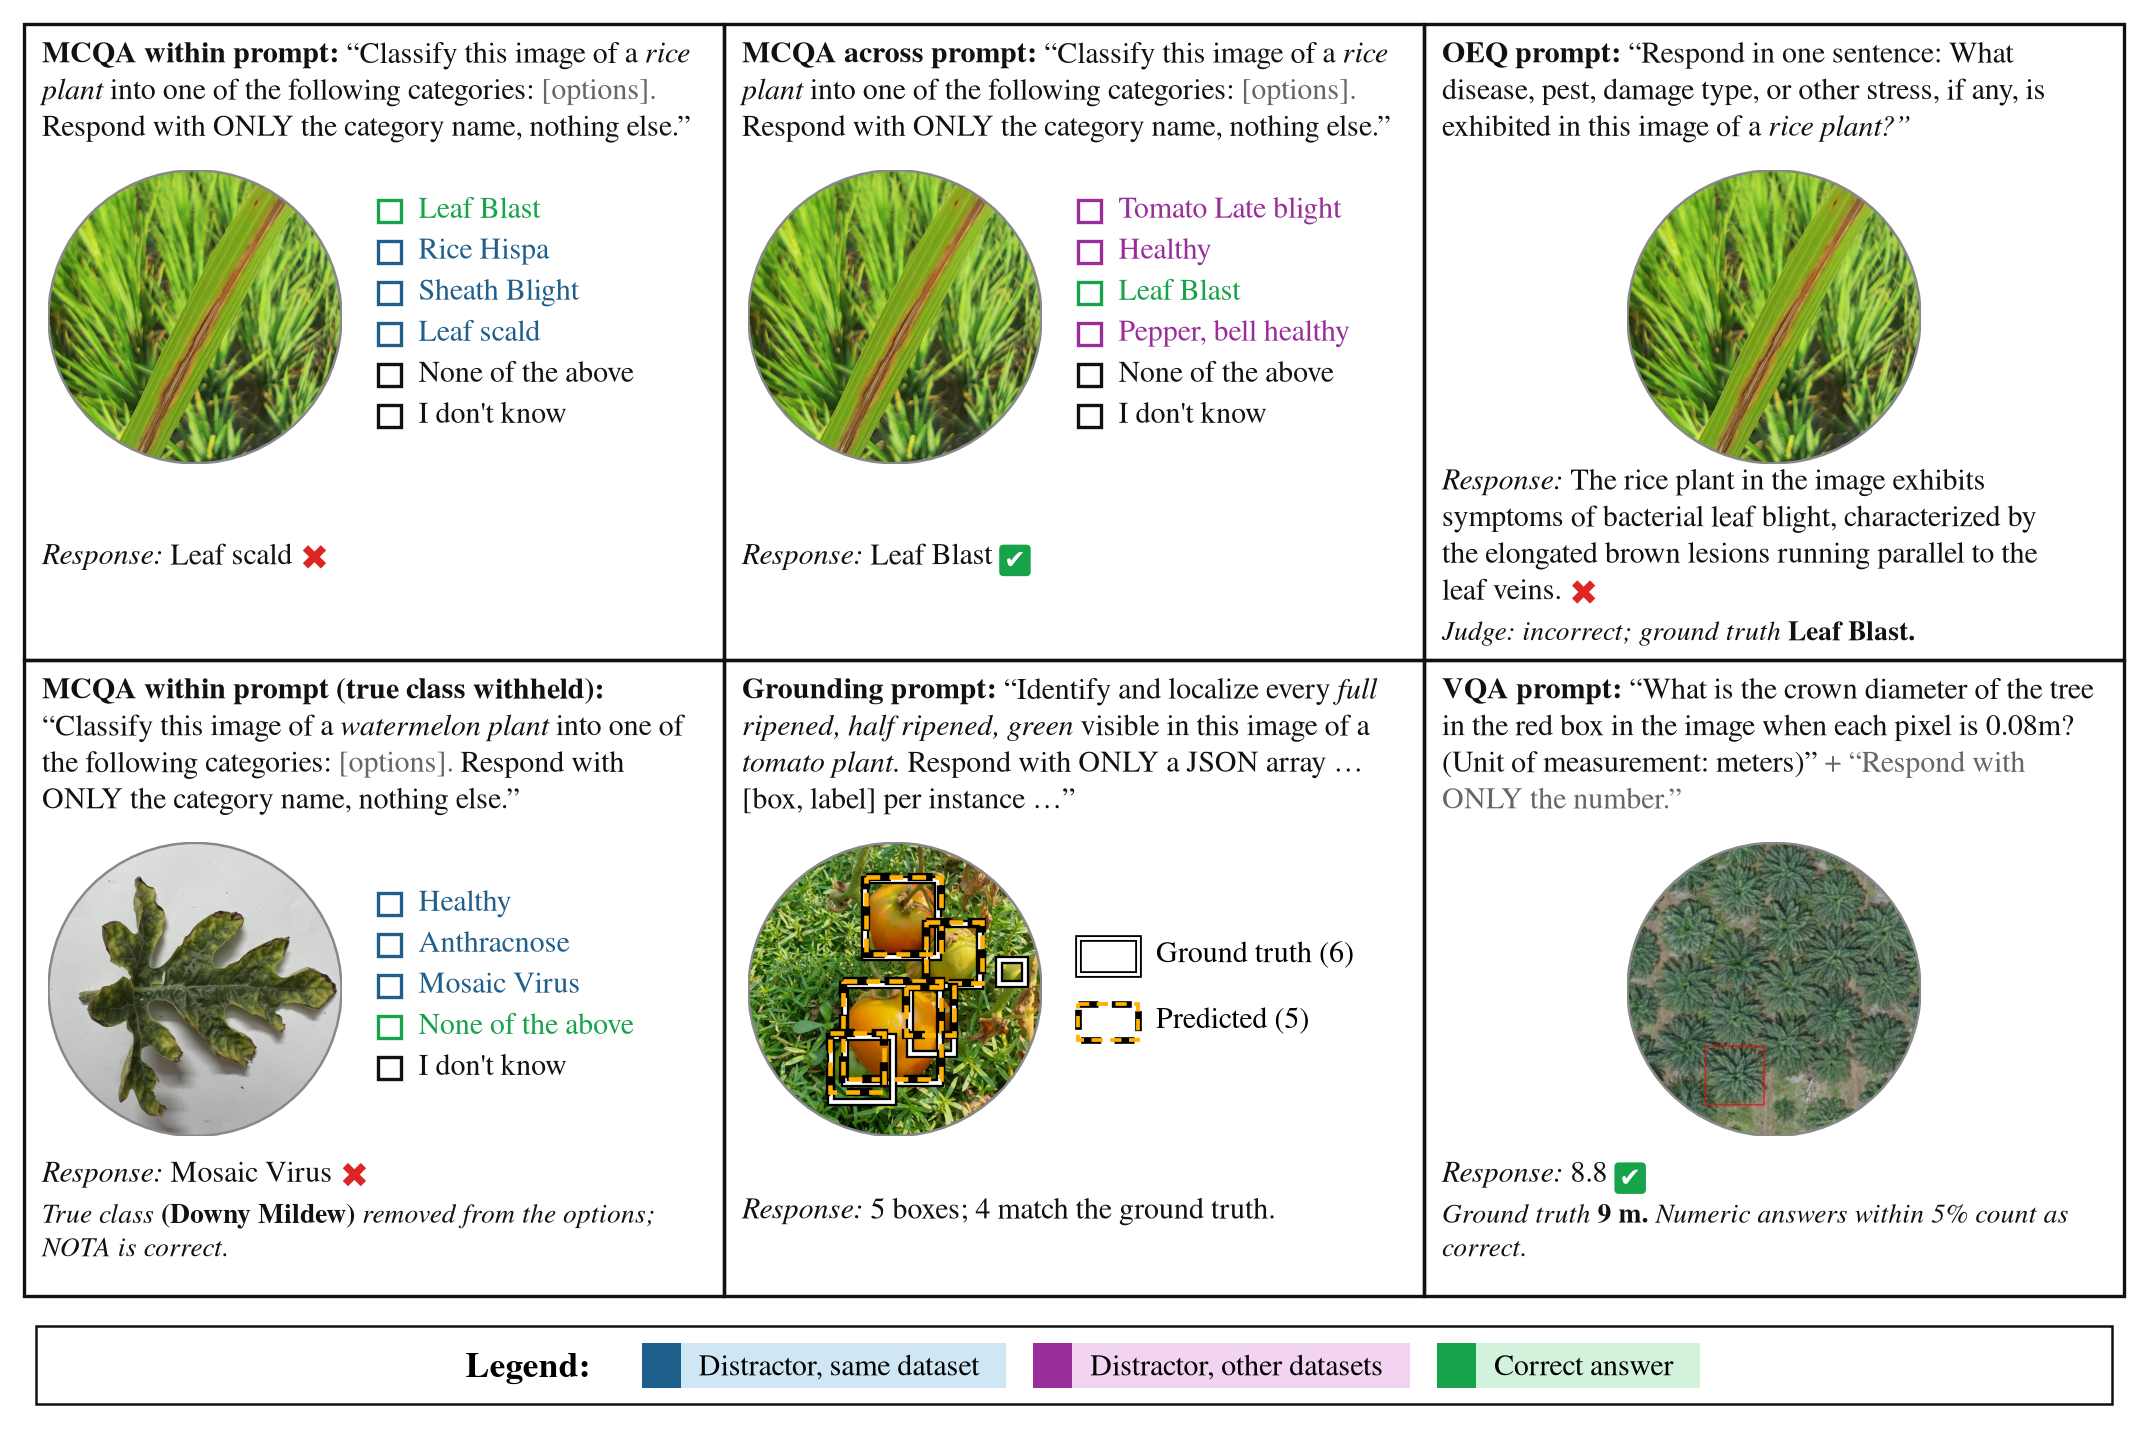 MCQA within prompt: “Classify this image of a rice
plant into one of the following categories: [options].
Respond with ONLY the category name, nothing else.”
Leaf Blast
Rice Hispa
Sheath Blight
Leaf scald
None of the above
I don't know
Response: Leaf scald ✖
MCQA across prompt: “Classify this image of a rice
plant into one of the following categories: [options].
Respond with ONLY the category name, nothing else.”
Tomato Late blight
Healthy
Leaf Blast
Pepper, bell healthy
None of the above
I don't know
Response: Leaf Blast ✔
OEQ prompt: “Respond in one sentence: What
disease, pest, damage type, or other stress, if any, is
exhibited in this image of a rice plant?”
Response: The rice plant in the image exhibits
symptoms of bacterial leaf blight, characterized by
the elongated brown lesions running parallel to the
leaf veins. ✖
Judge: incorrect; ground truth Leaf Blast.
MCQA within prompt (true class withheld):
“Classify this image of a watermelon plant into one of
the following categories: [options]. Respond with
ONLY the category name, nothing else.”
Healthy
Anthracnose
Mosaic Virus
None of the above
I don't know
Response: Mosaic Virus ✖
True class (Downy Mildew) removed from the options;
NOTA is correct.
Grounding prompt: “Identify and localize every full
ripened, half ripened, green visible in this image of a
tomato plant. Respond with ONLY a JSON array …
[box, label] per instance …”
Ground truth (6)
Predicted (5)
Response: 5 boxes; 4 match the ground truth.
VQA prompt: “What is the crown diameter of the tree
in the red box in the image when each pixel is 0.08m?
(Unit of measurement: meters)” + “Respond with
ONLY the number.”
Response: 8.8 ✔
Ground truth 9 m. Numeric answers within 5% count as
correct.
Legend:
Distractor, same dataset
Distractor, other datasets
Correct answer